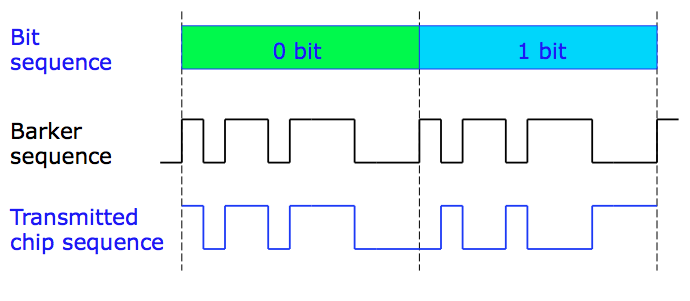 Bit
sequence
0 bit
1 bit
Barker
sequence
Transmitted
chip sequence